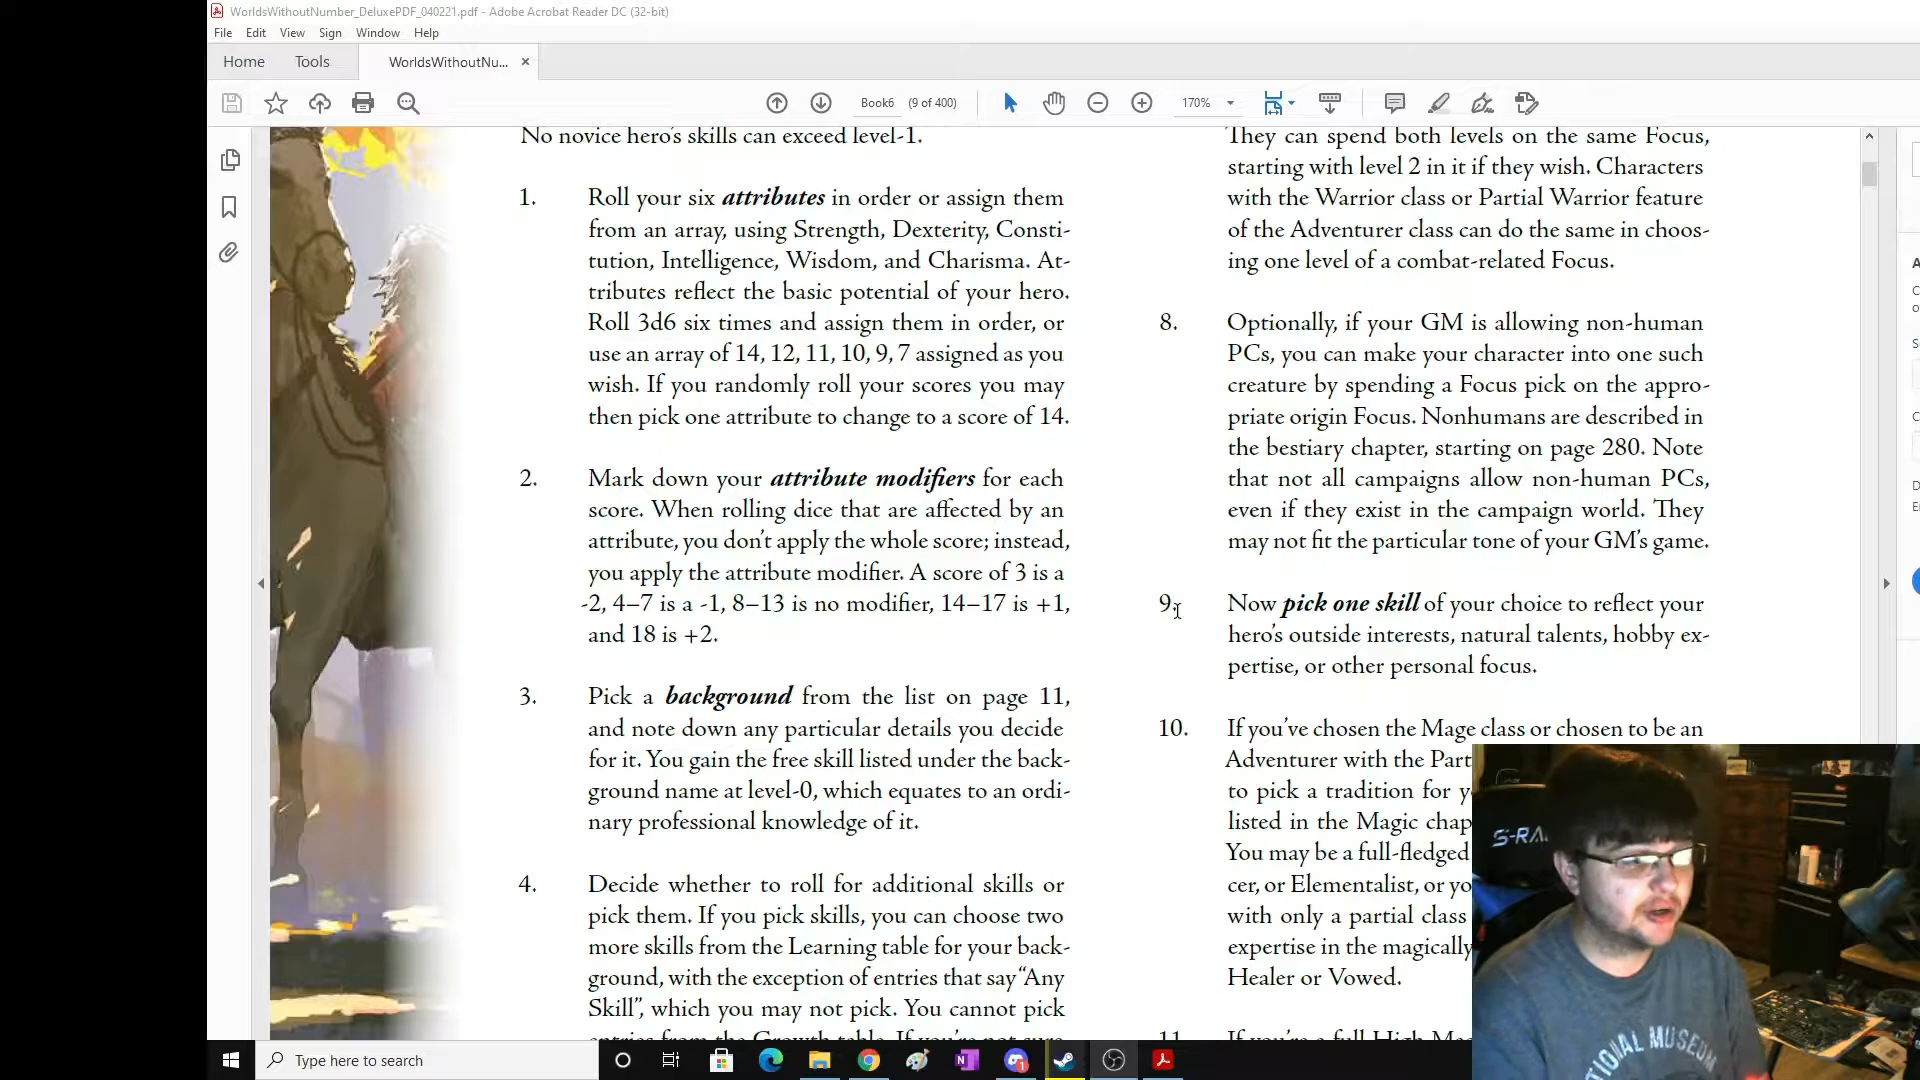 WorldsWithoutNumber_DeluxePDF_040221.pdf - Adobe Acrobat Reader DC (32-bit)
File Edit View Sign Window Help
Home Tools WorldsWithoutNu... ×
Book6 (9 of 400) 170%
No novice hero's skills can exceed level-1.
1. Roll your six attributes in order or assign them
from an array, using Strength, Dexterity, Consti-
tution, Intelligence, Wisdom, and Charisma. At-
tributes reflect the basic potential of your hero.
Roll 3d6 six times and assign them in order, or
use an array of 14, 12, 11, 10, 9, 7 assigned as you
wish. If you randomly roll your scores you may
then pick one attribute to change to a score of 14.
2. Mark down your attribute modifiers for each
score. When rolling dice that are affected by an
attribute, you don't apply the whole score; instead,
you apply the attribute modifier. A score of 3 is a
-2, 4–7 is a -1, 8–13 is no modifier, 14–17 is +1,
and 18 is +2.
3. Pick a background from the list on page 11,
and note down any particular details you decide
for it. You gain the free skill listed under the back-
ground name at level-0, which equates to an ordi-
nary professional knowledge of it.
4. Decide whether to roll for additional skills or
pick them. If you pick skills, you can choose two
more skills from the Learning table for your back-
ground, with the exception of entries that say “Any
Skill”, which you may not pick. You cannot pick
entries from the Growth table. If you're not sure
They can spend both levels on the same Focus,
starting with level 2 in it if they wish. Characters
with the Warrior class or Partial Warrior feature
of the Adventurer class can do the same in choos-
ing one level of a combat-related Focus.
8. Optionally, if your GM is allowing non-human
PCs, you can make your character into one such
creature by spending a Focus pick on the appro-
priate origin Focus. Nonhumans are described in
the bestiary chapter, starting on page 280. Note
that not all campaigns allow non-human PCs,
even if they exist in the campaign world. They
may not fit the particular tone of your GM's game.
9. Now pick one skill of your choice to reflect your
hero's outside interests, natural talents, hobby ex-
pertise, or other personal focus.
10. If you've chosen the Mage class or chosen to be an
Adventurer with the Part
to pick a tradition for y
listed in the Magic chap
You may be a full-fledged
cer, or Elementalist, or yo
with only a partial class
expertise in the magically
Healer or Vowed.
11. If you're a full High Ma
S-RA
TIONAL MUSEUM
Type here to search